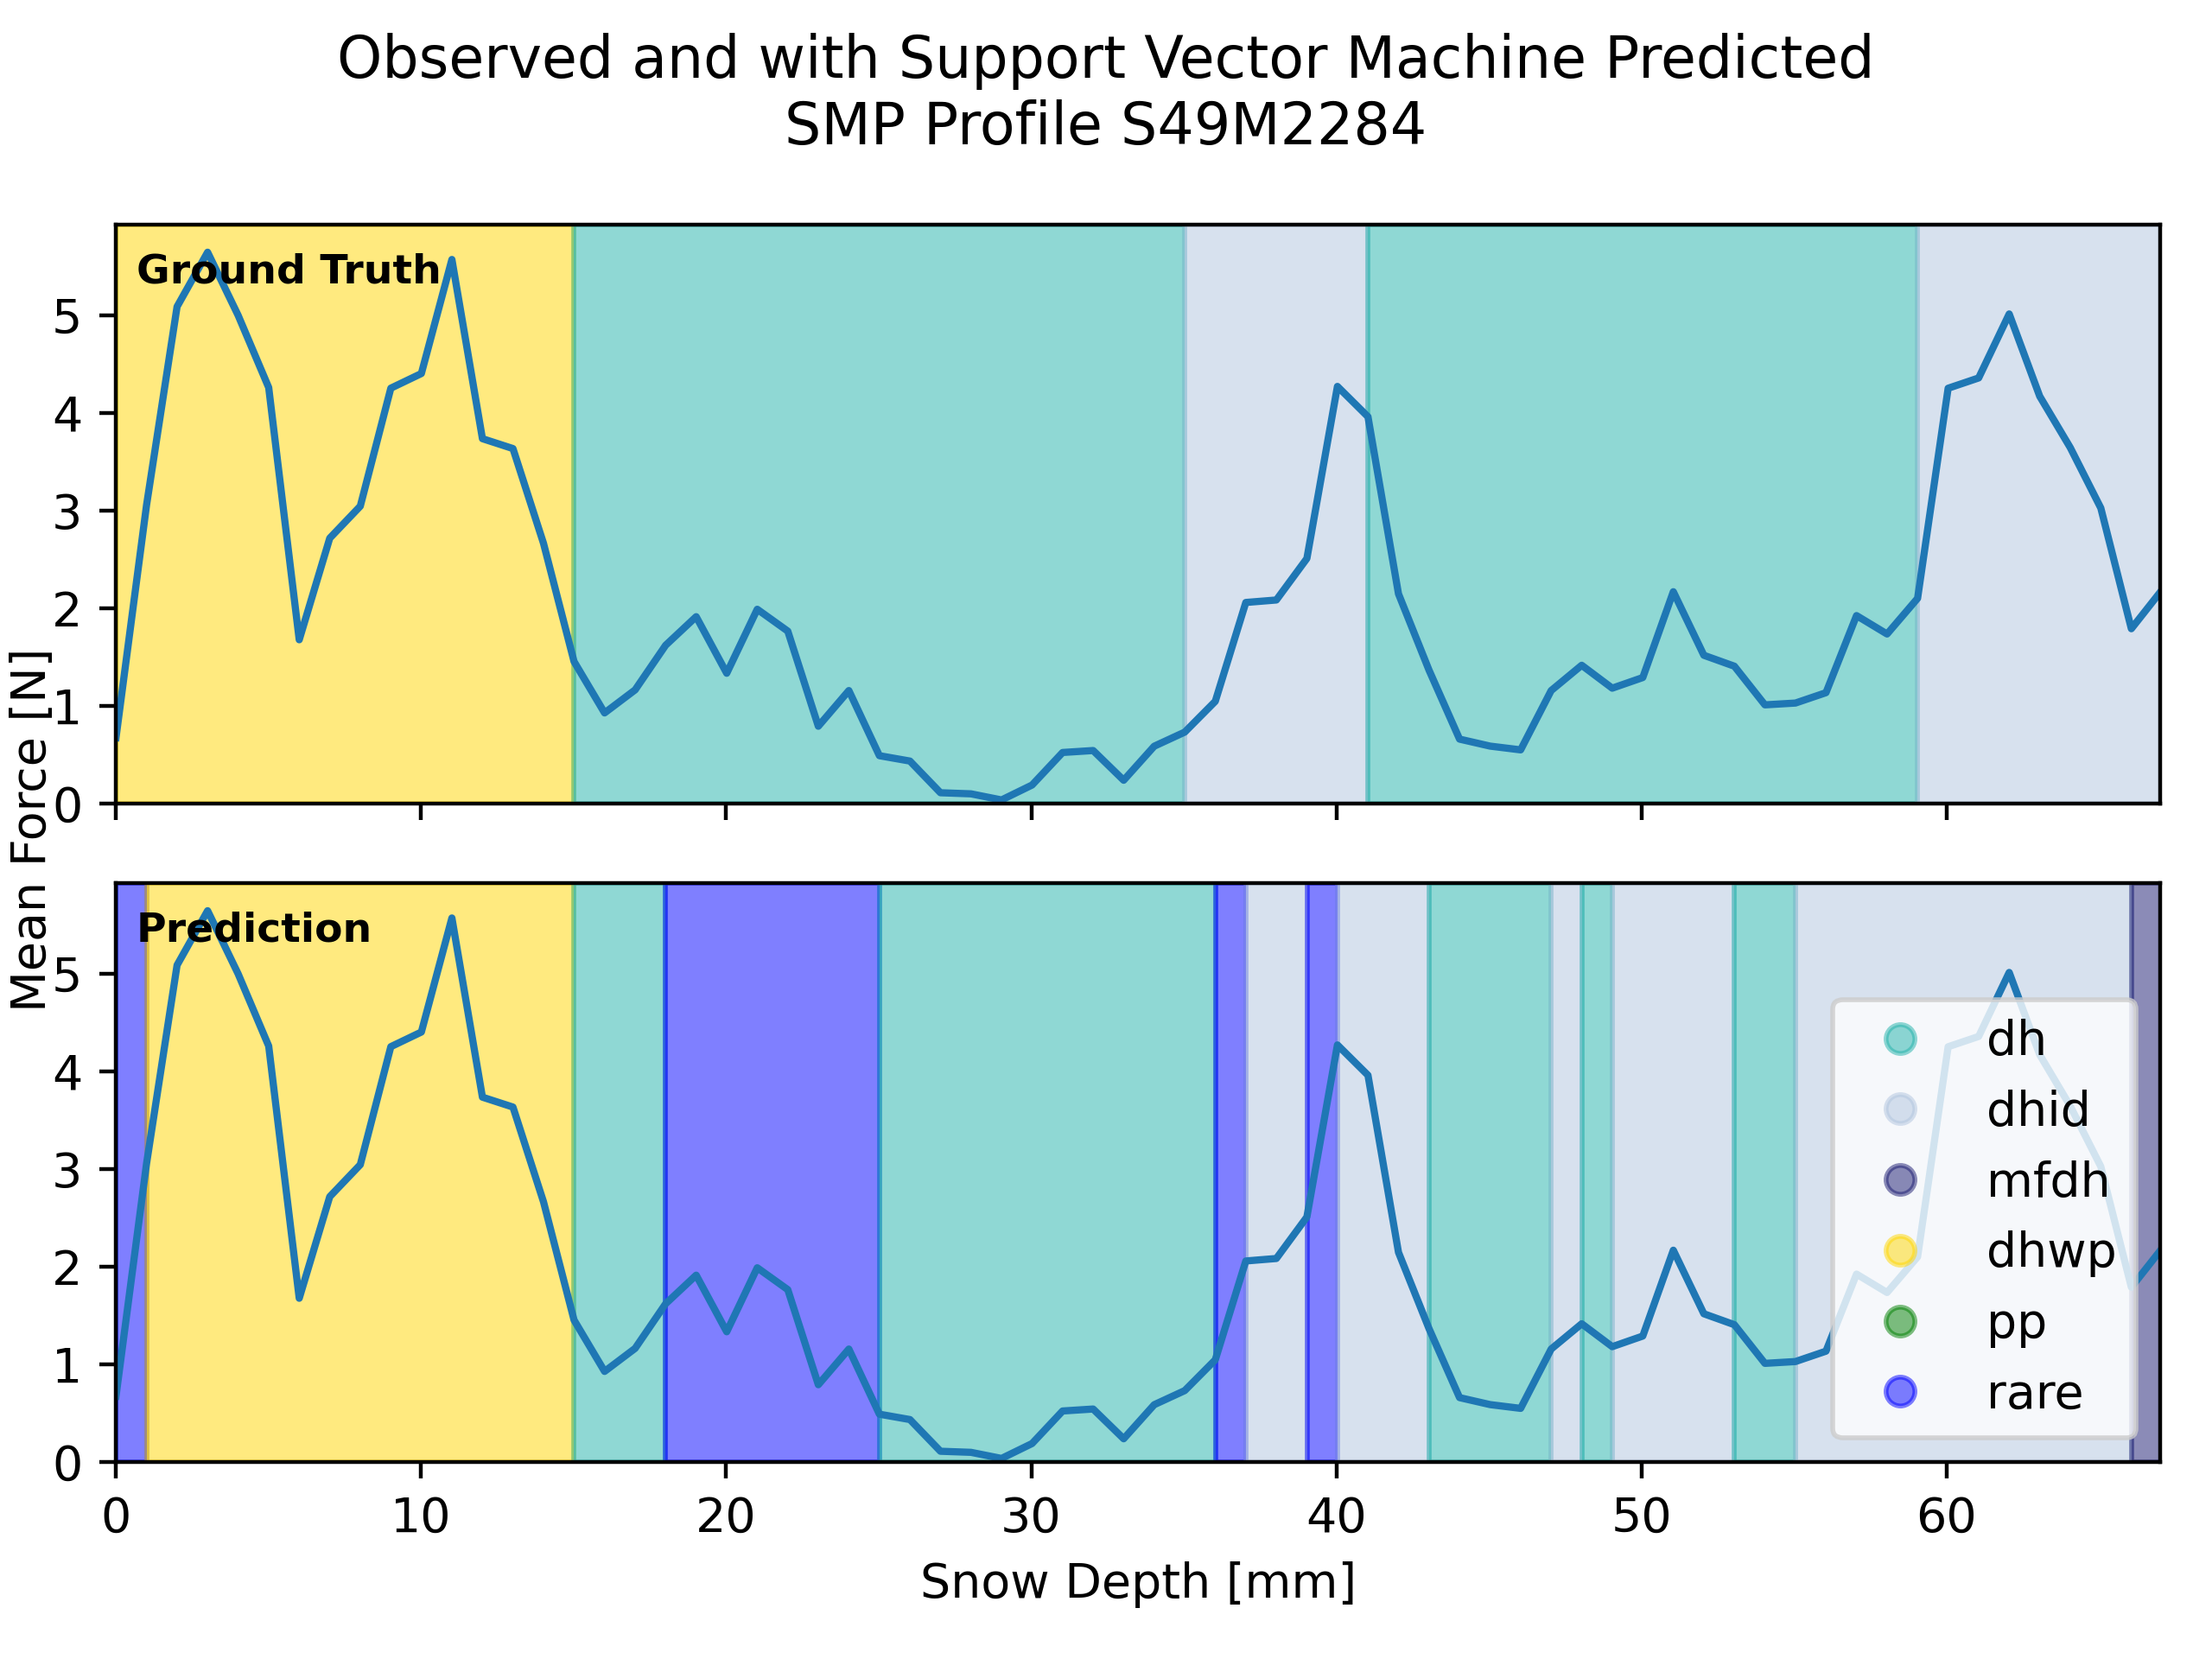 Observed and with Support Vector Machine Predicted
SMP Profile S49M2284
Ground Truth
5
4
3
2
1
0
Mean Force [N]
Prediction
5
4
3
2
1
0
dh
dhid
mfdh
dhwp
pp
rare
0 10 20 30 40 50 60
Snow Depth [mm]